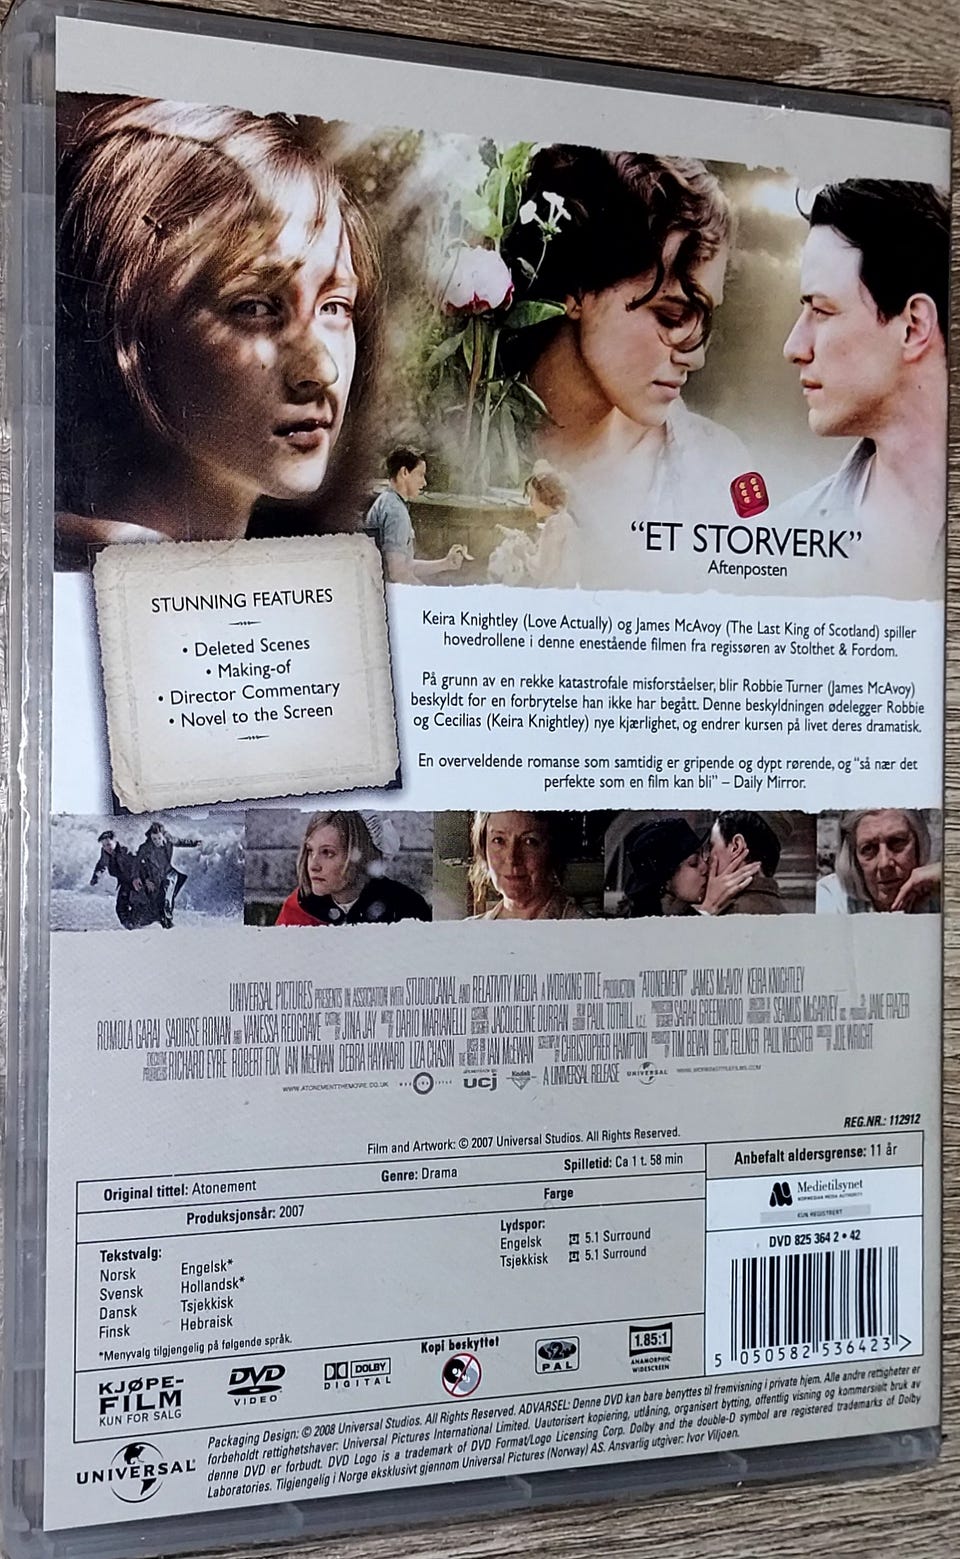 “ET STORVERK”
Aftenposten
STUNNING FEATURES
• Deleted Scenes
• Making-of
• Director Commentary
• Novel to the Screen
Keira Knightley (Love Actually) og James McAvoy (The Last King of Scotland) spiller
hovedrollene i denne enestående filmen fra regissøren av Stolthet & Fordom.
På grunn av en rekke katastrofale misforståelser, blir Robbie Turner (James McAvoy)
beskyldt for en forbrytelse han ikke har begått. Denne beskyldningen ødelegger Robbie
og Cecilias (Keira Knightley) nye kjærlighet, og endrer kursen på livet deres dramatisk.
En overveldende romanse som samtidig er gripende og dypt rørende, og “så nær det
perfekte som en film kan bli” – Daily Mirror.
UNIVERSAL PICTURES PRESENTS IN ASSOCIATION WITH STUDIOCANAL AND RELATIVITY MEDIA A WORKING TITLE PRODUCTION “ATONEMENT” JAMES McAVOY KEIRA KNIGHTLEY
ROMOLA GARAI SAOIRSE RONAN AND VANESSA REDGRAVE CASTING BY JINA JAY MUSIC BY DARIO MARIANELLI COSTUME DESIGNER JACQUELINE DURRAN PAUL TOTHILL A.C.E. PRODUCTION DESIGNER SARAH GREENWOOD SEAMUS McGARVEY JANE FRAZER
EXECUTIVE PRODUCERS RICHARD EYRE ROBERT FOX IAN McEWAN DEBRA HAYWARD LIZA CHASIN IAN McEWAN SCREENPLAY BY CHRISTOPHER HAMPTON PRODUCED BY TIM BEVAN ERIC FELLNER PAUL WEBSTER DIRECTED BY JOE WRIGHT
WWW.ATONEMENTTHEMOVIE.CO.UK ucj Kodak A UNIVERSAL RELEASE UNIVERSAL WWW.WORKINGTITLEFILMS.COM
REG.NR.: 112912
Film and Artwork: © 2007 Universal Studios. All Rights Reserved.
Original tittel: Atonement Genre: Drama Spilletid: Ca 1 t. 58 min
Anbefalt aldersgrense: 11 år
Produksjonsår: 2007 Farge
Medietilsynet
NORWEGIAN MEDIA AUTHORITY
KUN REGISTRERT
Tekstvalg:
Norsk Engelsk*
Svensk Hollandsk*
Dansk Tsjekkisk
Finsk Hebraisk
*Menyvalg tilgjengelig på følgende språk.
Lydspor:
Engelsk 5.1 Surround
Tsjekkisk 5.1 Surround
DVD 825 364 2 • 42
5 050582 536423 >
KJØPE-
FILM
KUN FOR SALG
DVD
VIDEO
DOLBY
DIGITAL
Kopi beskyttet
2
PAL
1.85:1
ANAMORPHIC
WIDESCREEN
UNIVERSAL
Packaging Design: © 2008 Universal Studios. All Rights Reserved. ADVARSEL: Denne DVD kan bare benyttes til fremvisning i private hjem. Alle andre rettigheter er
forbeholdt rettighetshaver: Universal Pictures International Limited. Uautorisert kopiering, utlåning, organisert bytting, offentlig visning og kommersielt bruk av
denne DVD er forbudt. DVD Logo is a trademark of DVD Format/Logo Licensing Corp. Dolby and the double-D symbol are registered trademarks of Dolby
Laboratories. Tilgjengelig i Norge eksklusivt gjennom Universal Pictures (Norway) AS. Ansvarlig utgiver: Ivor Viljoen.